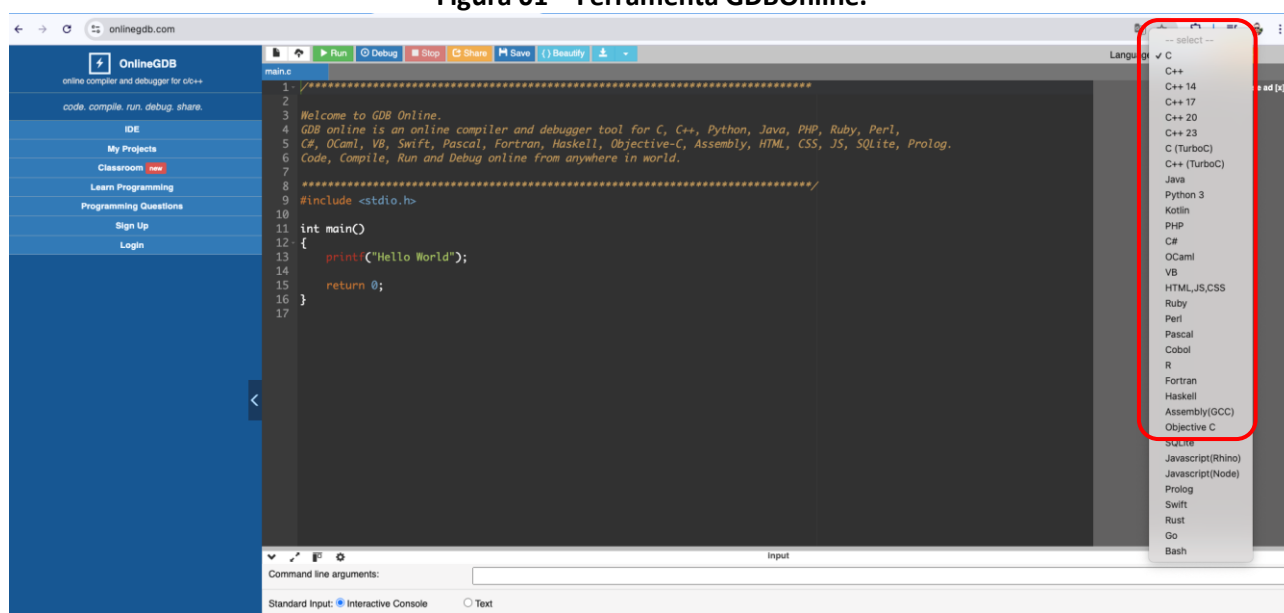 Figura 01 – Ferramenta GDBOnline.
onlinegdb.com
OnlineGDB
online compiler and debugger for c/c++
code. compile. run. debug. share.
IDE
My Projects
Classroom new
Learn Programming
Programming Questions
Sign Up
Login
Run Debug Stop Share Save {} Beautify
main.c
1 /******************************************************************************
2
3 Welcome to GDB Online.
4 GDB online is an online compiler and debugger tool for C, C++, Python, Java, PHP, Ruby, Perl,
5 C#, OCaml, VB, Swift, Pascal, Fortran, Haskell, Objective-C, Assembly, HTML, CSS, JS, SQLite, Prolog.
6 Code, Compile, Run and Debug online from anywhere in world.
7
8 *******************************************************************************/
9 #include <stdio.h>
10
11 int main()
12 {
13 printf("Hello World");
14
15 return 0;
16 }
17
Language
-- select --
✓ C
C++
C++ 14
C++ 17
C++ 20
C++ 23
C (TurboC)
C++ (TurboC)
Java
Python 3
Kotlin
PHP
C#
OCaml
VB
HTML,JS,CSS
Ruby
Perl
Pascal
Cobol
R
Fortran
Haskell
Assembly(GCC)
Objective C
SQLite
Javascript(Rhino)
Javascript(Node)
Prolog
Swift
Rust
Go
Bash
ad [x]
input
Command line arguments:
Standard Input: Interactive Console Text